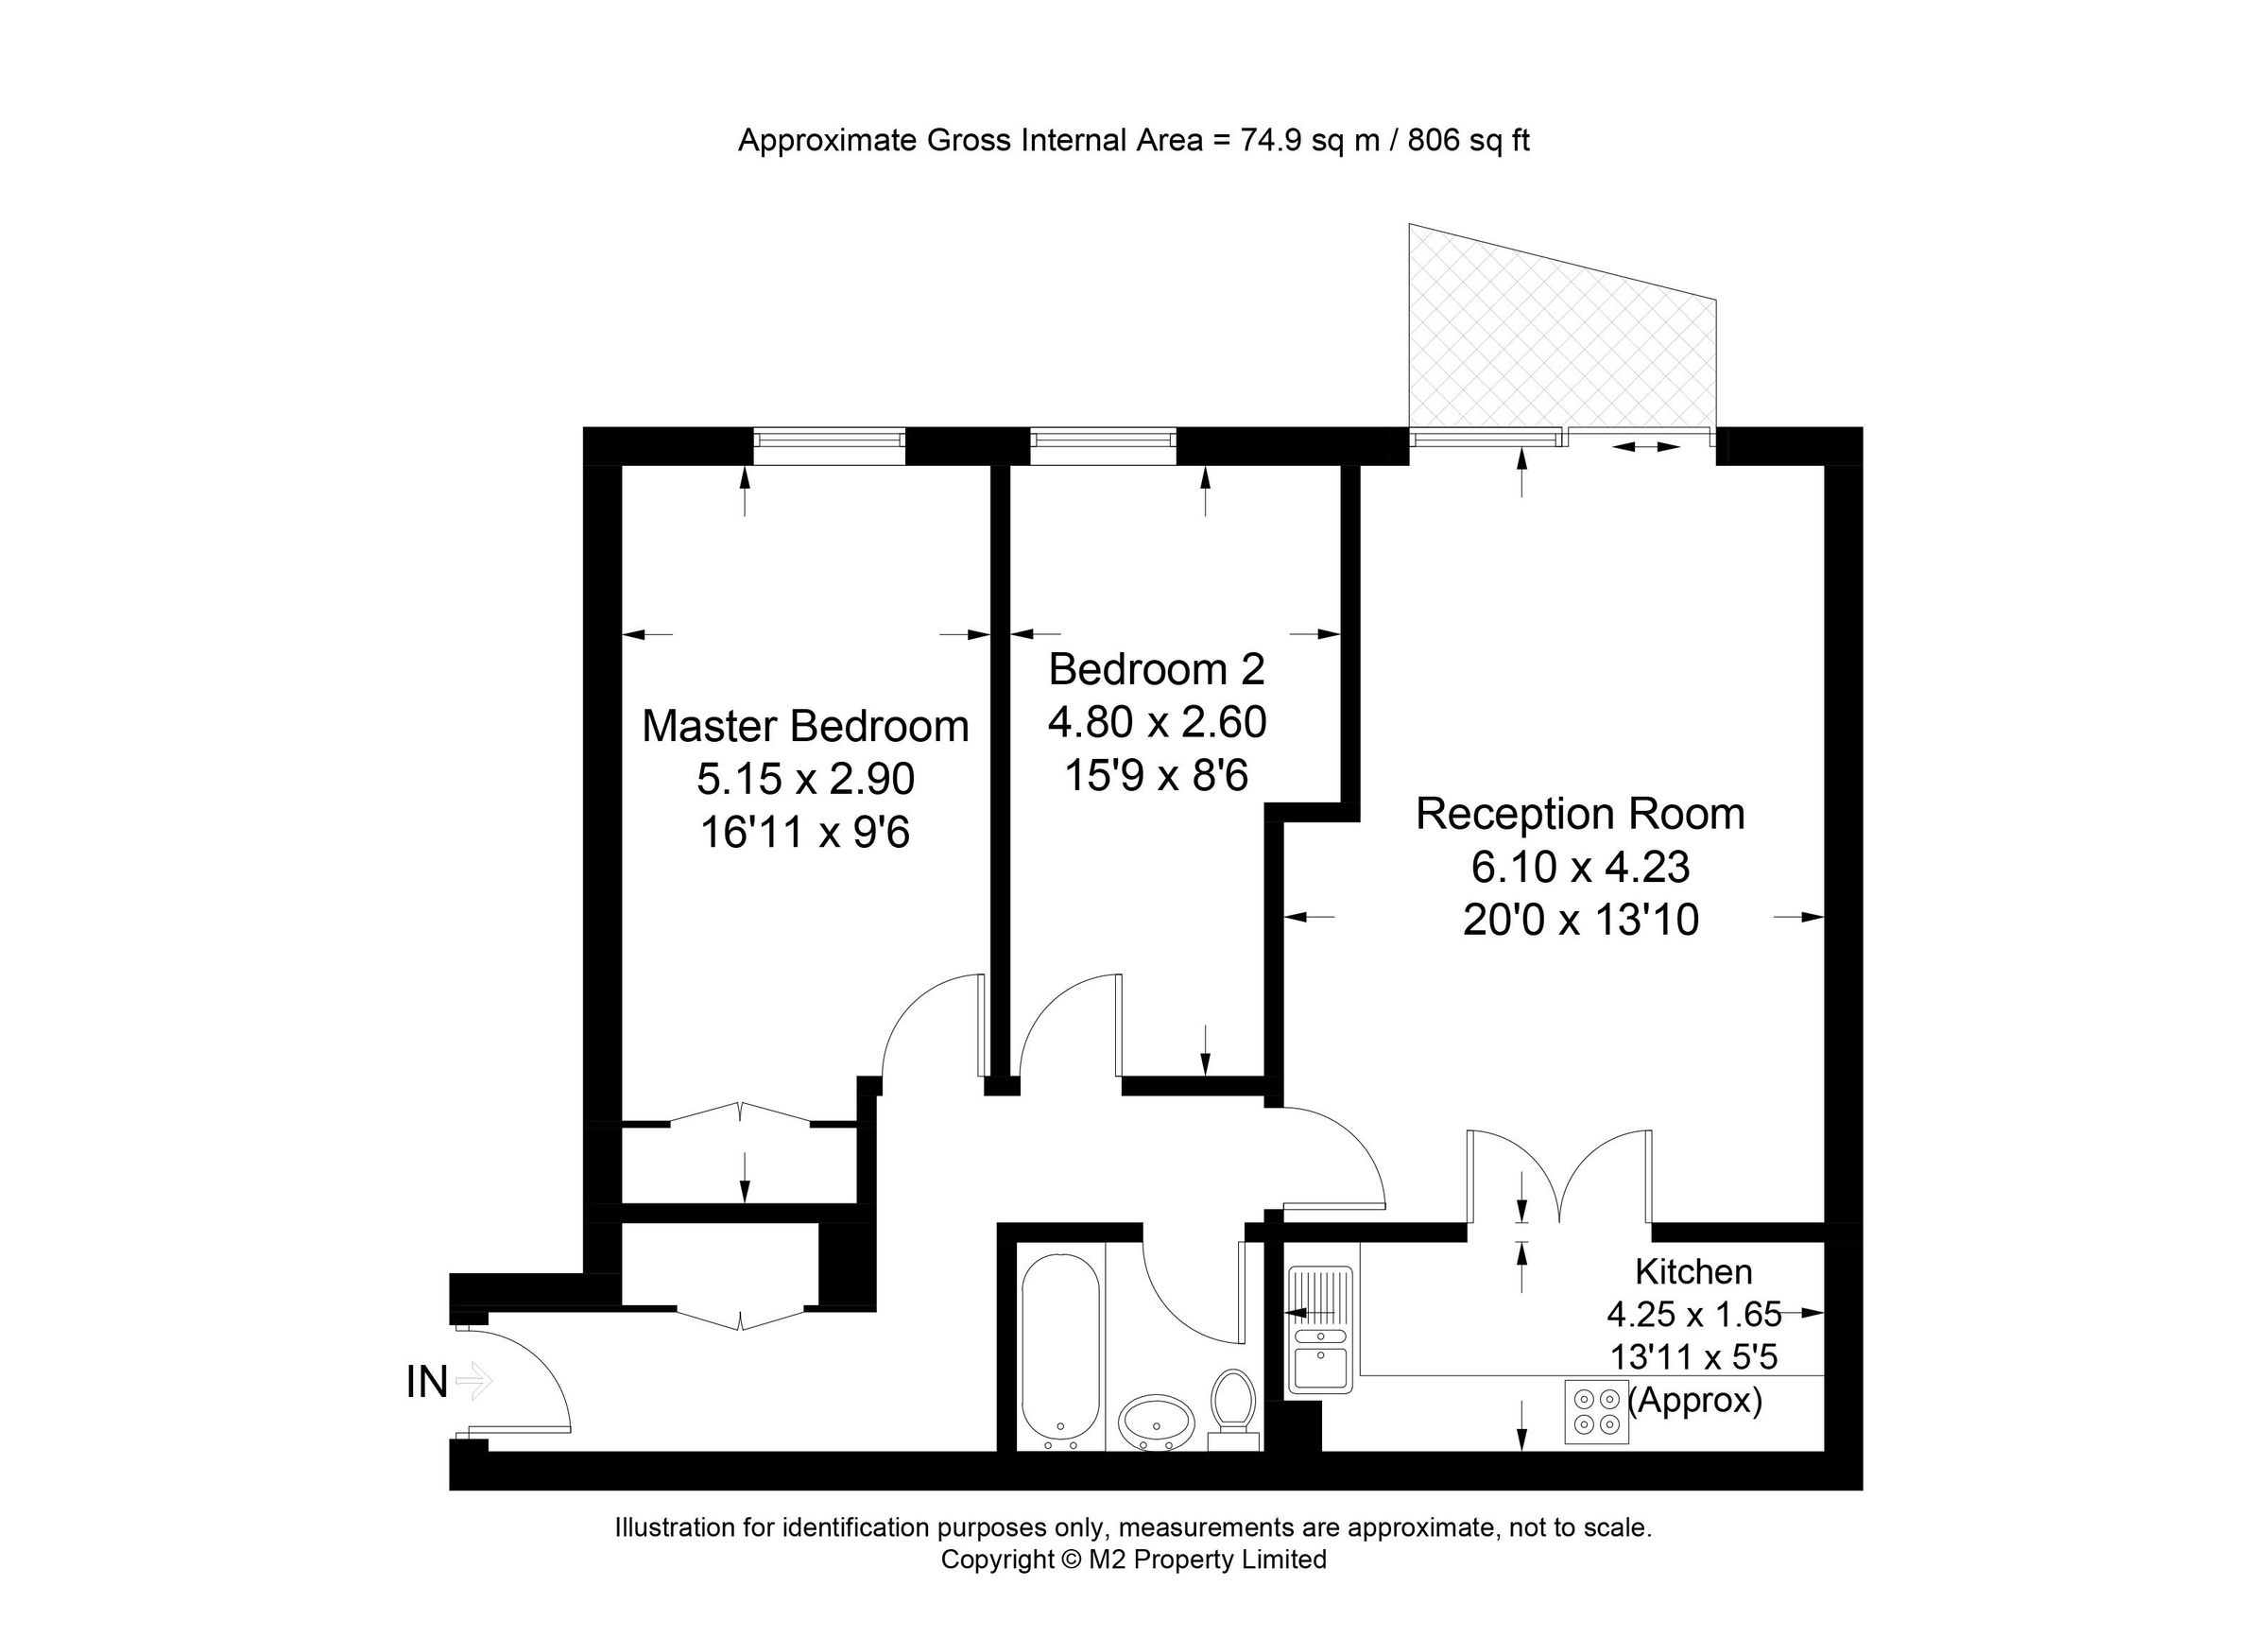 Approximate Gross Internal Area = 74.9 sq m / 806 sq ft
Bedroom 2
4.80 x 2.60
15'9 x 8'6
Master Bedroom
5.15 x 2.90
16'11 x 9'6
Reception Room
6.10 x 4.23
20'0 x 13'10
Kitchen
4.25 x 1.65
13'11 x 5'5
(Approx)
IN
Illustration for identification purposes only, measurements are approximate, not to scale.
Copyright © M2 Property Limited